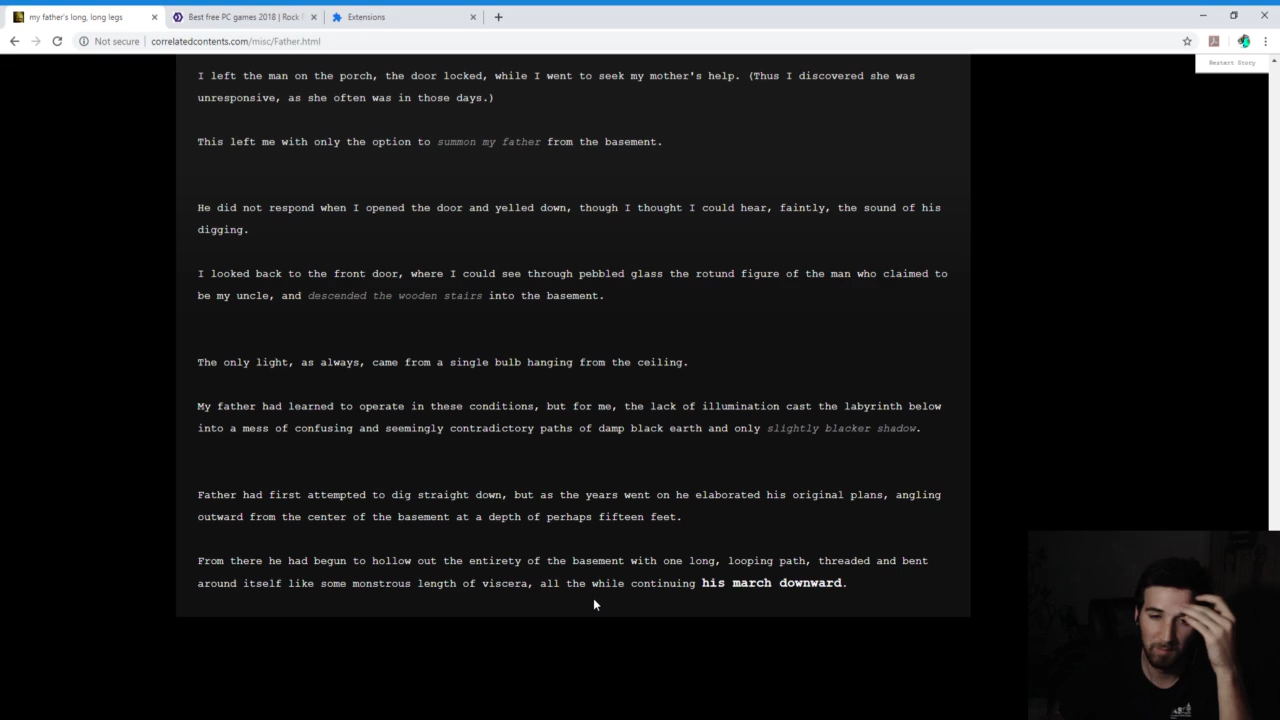 my father's long, long legs
Best free PC games 2018 | Rock
Extensions
Not secure
correlatedcontents.com/misc/Father.html
Restart Story
I left the man on the porch, the door locked, while I went to seek my mother's help. (Thus I discovered she was
unresponsive, as she often was in those days.)
This left me with only the option to summon my father from the basement.
He did not respond when I opened the door and yelled down, though I thought I could hear, faintly, the sound of his
digging.
I looked back to the front door, where I could see through pebbled glass the rotund figure of the man who claimed to
be my uncle, and descended the wooden stairs into the basement.
The only light, as always, came from a single bulb hanging from the ceiling.
My father had learned to operate in these conditions, but for me, the lack of illumination cast the labyrinth below
into a mess of confusing and seemingly contradictory paths of damp black earth and only slightly blacker shadow.
Father had first attempted to dig straight down, but as the years went on he elaborated his original plans, angling
outward from the center of the basement at a depth of perhaps fifteen feet.
From there he had begun to hollow out the entirety of the basement with one long, looping path, threaded and bent
around itself like some monstrous length of viscera, all the while continuing his march downward.